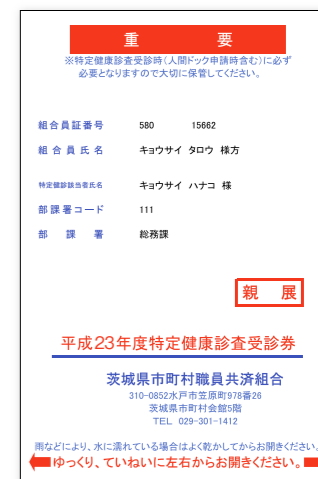 重　要
※特定健康診査受診時(人間ドック申請時含む)に必ず
必要となりますので大切に保管してください。
組合員証番号　580　15662
組合員氏名　キョウサイ タロウ 様方
特定健康診査該当者氏名　キョウサイ ハナコ 様
部課署コード　111
部課署　総務課
親　展
平成23年度特定健康診査受診券
茨城県市町村職員共済組合
310-0852水戸市笠原町978番26
茨城県市町村会館5階
TEL 029-301-1412
雨などにより、水に濡れている場合はよく乾かしてからお開きください。
ゆっくり、ていねいに左右からお開きください。